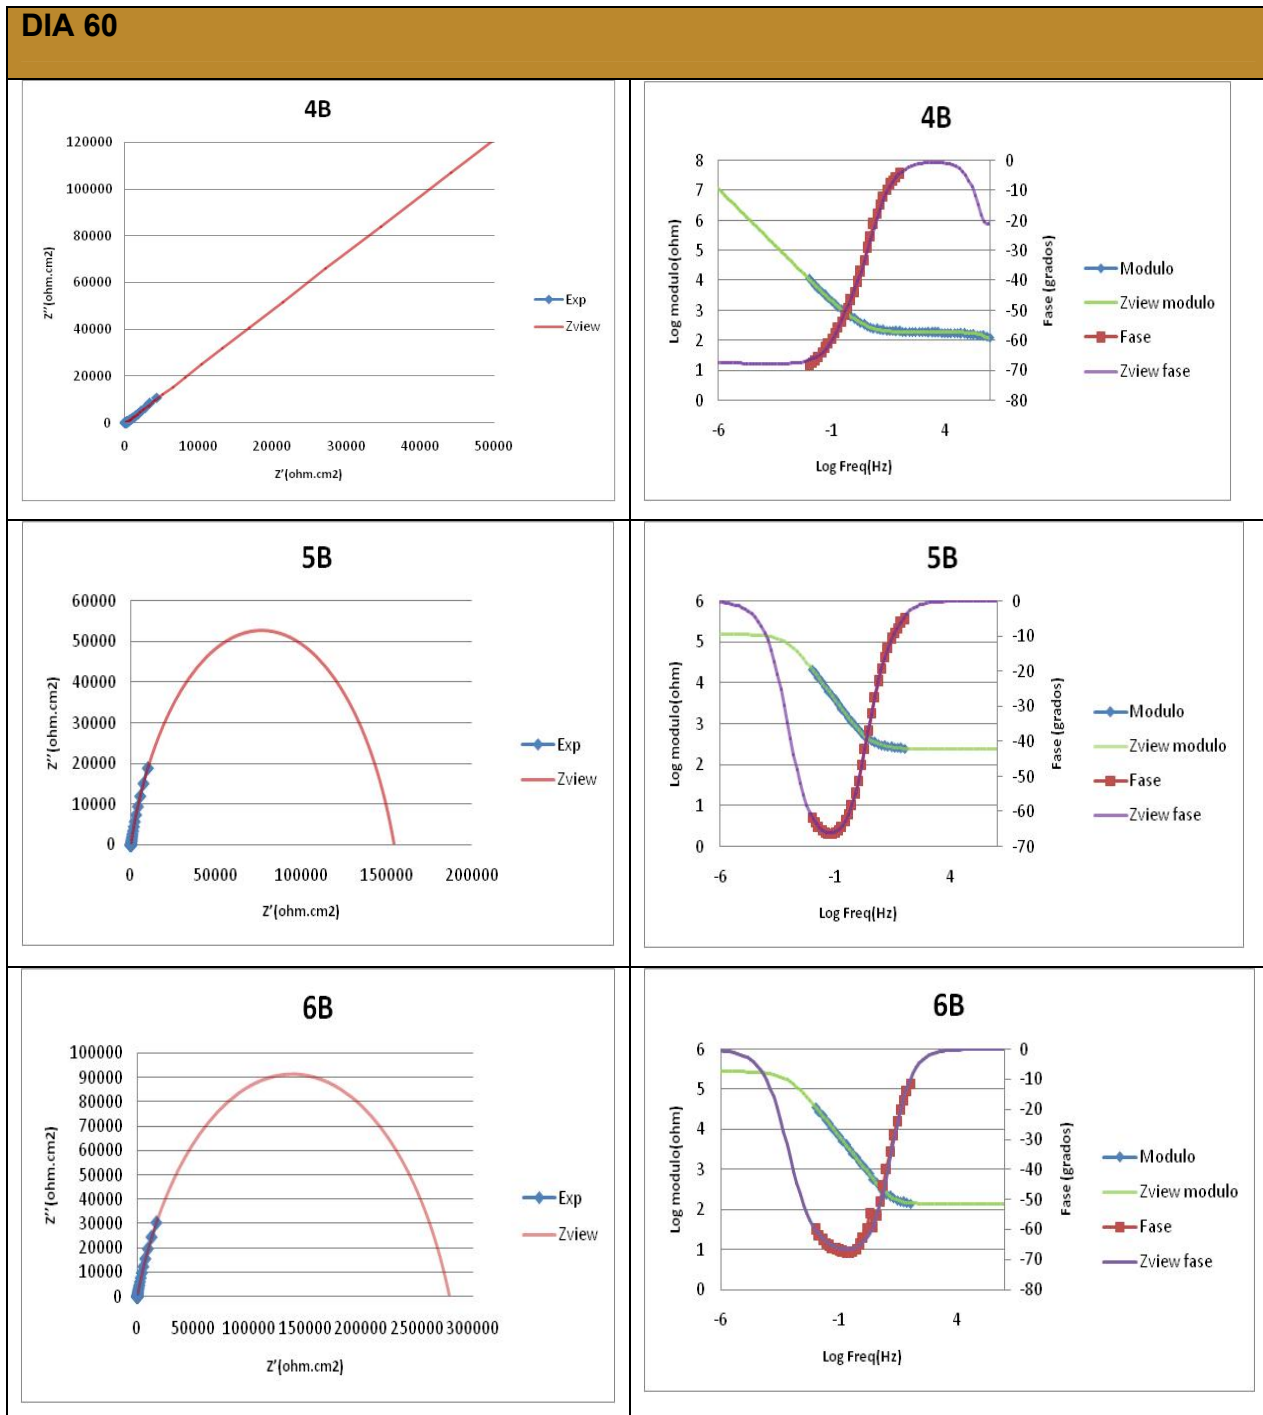 DIA 60
4B
120000
100000
80000
60000
40000
20000
0
0 10000 20000 30000 40000 50000
Z''(ohm.cm2)
Z'(ohm.cm2)
Exp
Zview
4B
8
7
6
5
4
3
2
1
0
0
-10
-20
-30
-40
-50
-60
-70
-80
-6 -1 4
Log modulo(ohm)
Fase (grados)
Log Freq(Hz)
Modulo
Zview modulo
Fase
Zview fase
5B
60000
50000
40000
30000
20000
10000
0
0 50000 100000 150000 200000
Z''(ohm.cm2)
Z'(ohm.cm2)
Exp
Zview
5B
6
5
4
3
2
1
0
0
-10
-20
-30
-40
-50
-60
-70
-6 -1 4
Log modulo(ohm)
Fase (grados)
Log Freq(Hz)
Modulo
Zview modulo
Fase
Zview fase
6B
100000
90000
80000
70000
60000
50000
40000
30000
20000
10000
0
0 50000 100000 150000 200000 250000 300000
Z''(ohm.cm2)
Z'(ohm.cm2)
Exp
Zview
6B
6
5
4
3
2
1
0
0
-10
-20
-30
-40
-50
-60
-70
-80
-6 -1 4
Log modulo(ohm)
Fase (grados)
Log Freq(Hz)
Modulo
Zview modulo
Fase
Zview fase